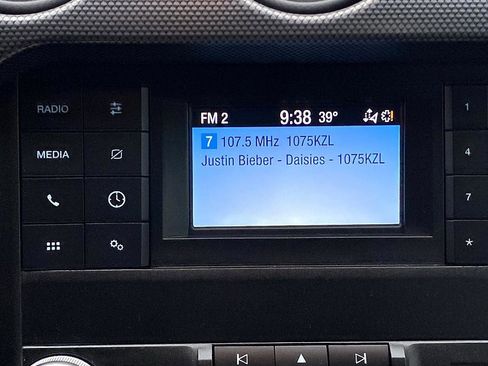 RADIO
MEDIA
FM 2 9:38 39°
7 107.5 MHz 1075KZL
Justin Bieber - Daisies - 1075KZL
1
4
7
*